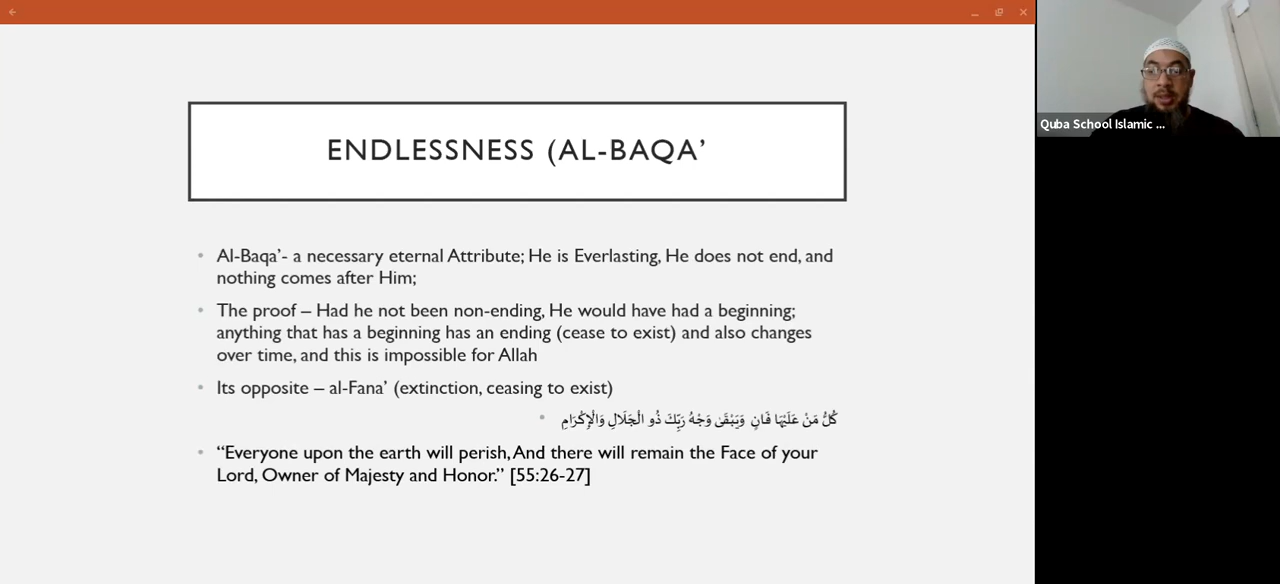 ENDLESSNESS (AL-BAQA’
Al-Baqa’- a necessary eternal Attribute; He is Everlasting, He does not end, and
nothing comes after Him;
The proof – Had he not been non-ending, He would have had a beginning;
anything that has a beginning has an ending (cease to exist) and also changes
over time, and this is impossible for Allah
Its opposite – al-Fana’ (extinction, ceasing to exist)
كُلُّ مَنْ عَلَيْهَا فَانٍ وَيَبْقَىٰ وَجْهُ رَبِّكَ ذُو الْجَلَالِ وَالْإِكْرَامِ
“Everyone upon the earth will perish, And there will remain the Face of your
Lord, Owner of Majesty and Honor.” [55:26-27]
Quba School Islamic ...